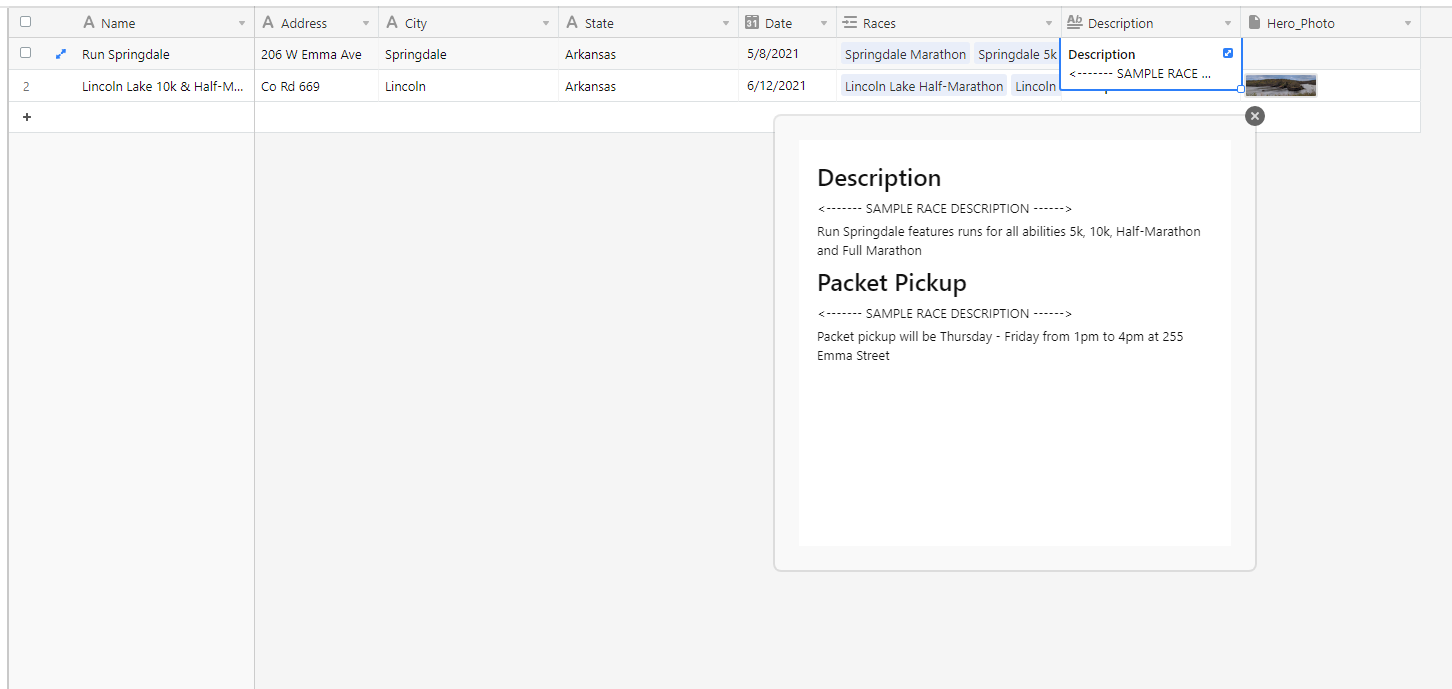 Name Address City State 31 Date Races Description Hero_Photo
Run Springdale 206 W Emma Ave Springdale Arkansas 5/8/2021 Springdale Marathon Springdale 5k Description
<------- SAMPLE RACE ...
2 Lincoln Lake 10k & Half-M... Co Rd 669 Lincoln Arkansas 6/12/2021 Lincoln Lake Half-Marathon Lincoln
+
Description
<------- SAMPLE RACE DESCRIPTION ------>
Run Springdale features runs for all abilities 5k, 10k, Half-Marathon
and Full Marathon
Packet Pickup
<------- SAMPLE RACE DESCRIPTION ------>
Packet pickup will be Thursday - Friday from 1pm to 4pm at 255
Emma Street